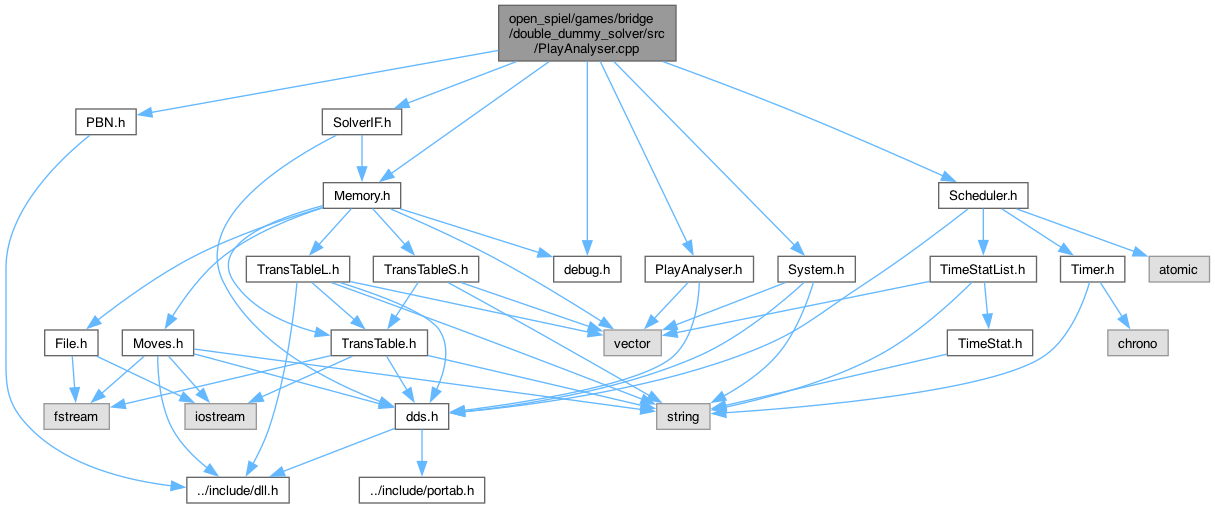 open_spiel/games/bridge
/double_dummy_solver/src
/PlayAnalyser.cpp
PBN.h
SolverIF.h
Memory.h
Scheduler.h
TransTableL.h
TransTableS.h
debug.h
PlayAnalyser.h
System.h
TimeStatList.h
Timer.h
atomic
File.h
Moves.h
TransTable.h
vector
TimeStat.h
chrono
fstream
iostream
dds.h
string
../include/dll.h
../include/portab.h